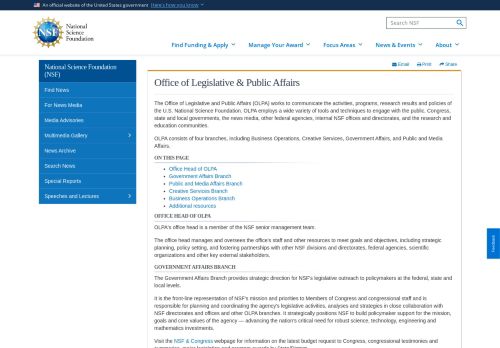 An official website of the United States government Here's how you know
NSF
National
Science
Foundation
Search NSF
Find Funding & Apply
Manage Your Award
Focus Areas
News & Events
About
Email
Print
Share
National Science Foundation
(NSF)
Find News
For News Media
Media Advisories
Multimedia Gallery
News Archive
Search News
Special Reports
Speeches and Lectures
Office of Legislative & Public Affairs
The Office of Legislative and Public Affairs (OLPA) works to communicate the activities, programs, research results and policies of
the U.S. National Science Foundation. OLPA employs a wide variety of tools and techniques to engage with the public, Congress,
state and local governments, the news media, other federal agencies, internal NSF offices and directorates, and the research and
education communities.
OLPA consists of four branches, including Business Operations, Creative Services, Government Affairs, and Public and Media
Affairs.
ON THIS PAGE
Office Head of OLPA
Government Affairs Branch
Public and Media Affairs Branch
Creative Services Branch
Business Operations Branch
Additional resources
OFFICE HEAD OF OLPA
OLPA's office head is a member of the NSF senior management team.
The office head manages and oversees the office's staff and other resources to meet goals and objectives, including strategic
planning, policy setting, and fostering partnerships with other NSF divisions and directorates, federal agencies, scientific
organizations and other key external stakeholders.
GOVERNMENT AFFAIRS BRANCH
The Government Affairs Branch provides strategic direction for NSF's legislative outreach to policymakers at the federal, state and
local levels.
It is the front-line representation of NSF's mission and priorities to Members of Congress and congressional staff and is
responsible for planning and coordinating the agency's legislative activities, analyses and strategies in close collaboration with
NSF directorates and offices and other OLPA branches. It strategically positions NSF to build policymaker support for the mission,
goals and core values of the agency — advancing the nation's critical need for robust science, technology, engineering and
mathematics investments.
Visit the NSF & Congress webpage for information on the latest budget request to Congress, congressional testimonies and
Feedback